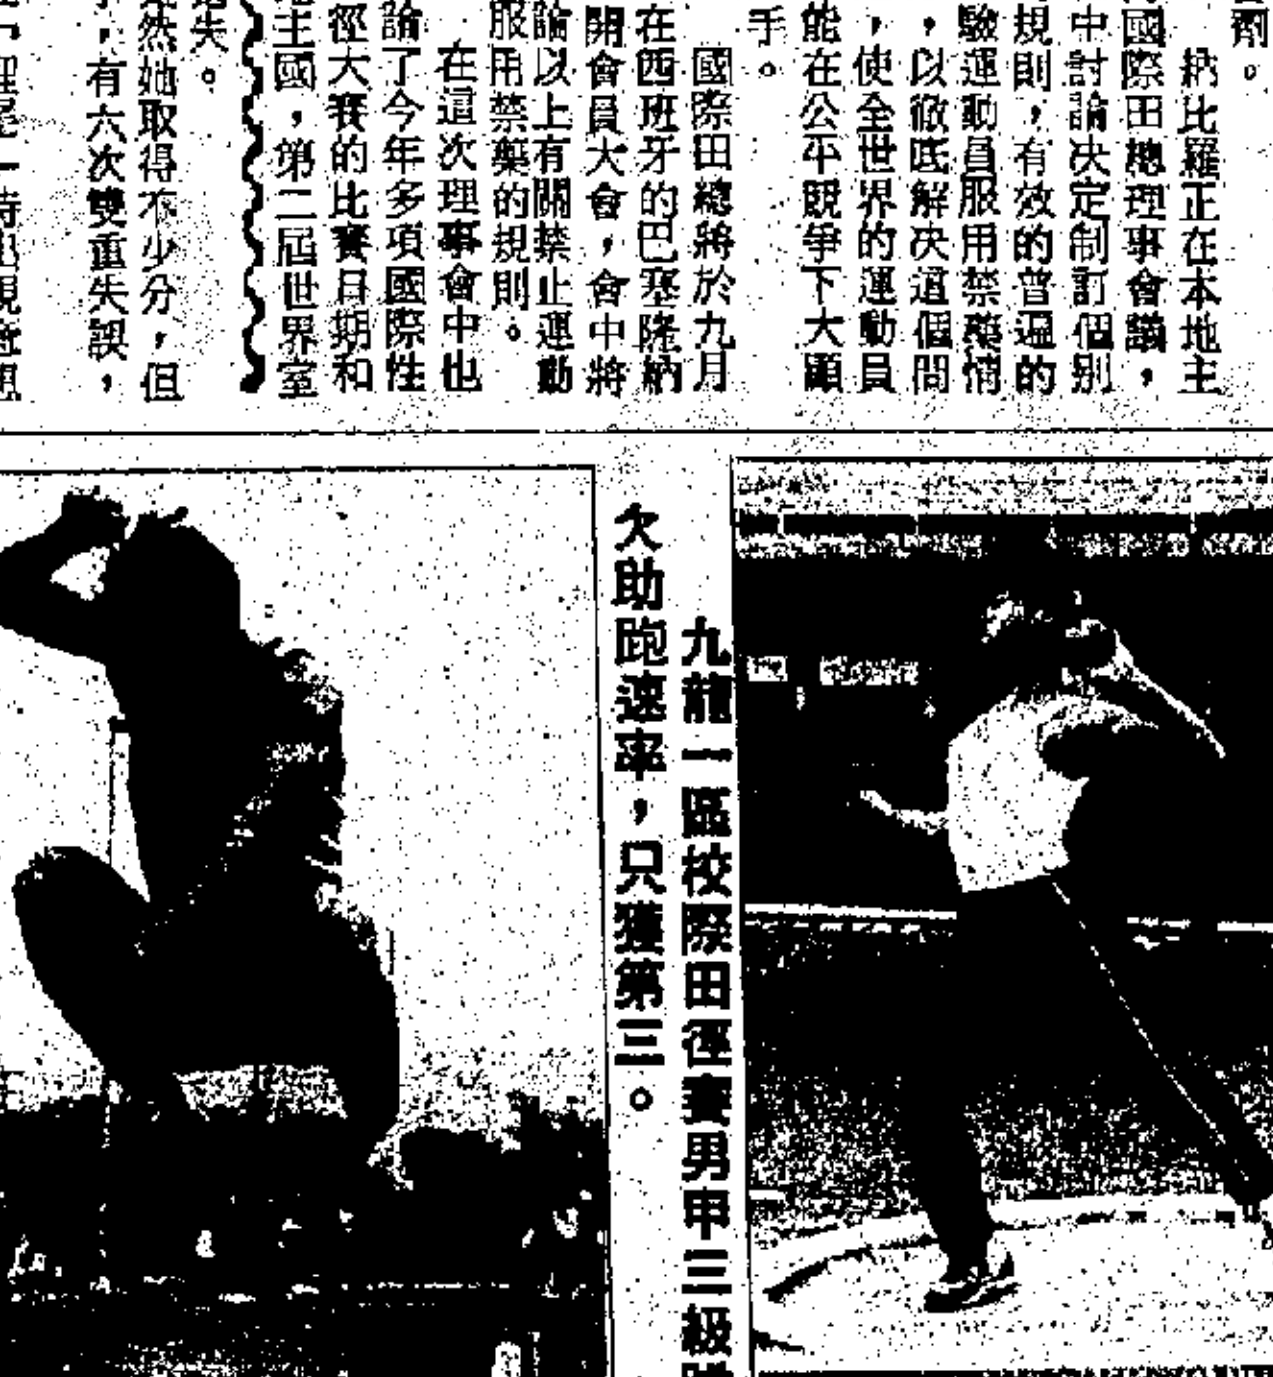 劑。
納比羅正在本地主
國際田總理事會議，
中討論决定制訂個别
規則，有效的普遍的
驗運動員服用禁藥情
，以徹底解决這個問
，使全世界的運動員
能在公平競爭下大顯
手。
國際田總將於九月
在西班牙的巴塞隆納
開會員大會，會中將
論以上有關禁止運動
服用禁藥的規則。
在這次理事會中也
論了今年多項國際性
徑大賽的比賽日期和
主國，第二屆世界室
失。
然她取得不少分，但
，有六次雙重失誤，
九龍一區校際田徑賽男甲三級
欠助跑速率，只獲第三。